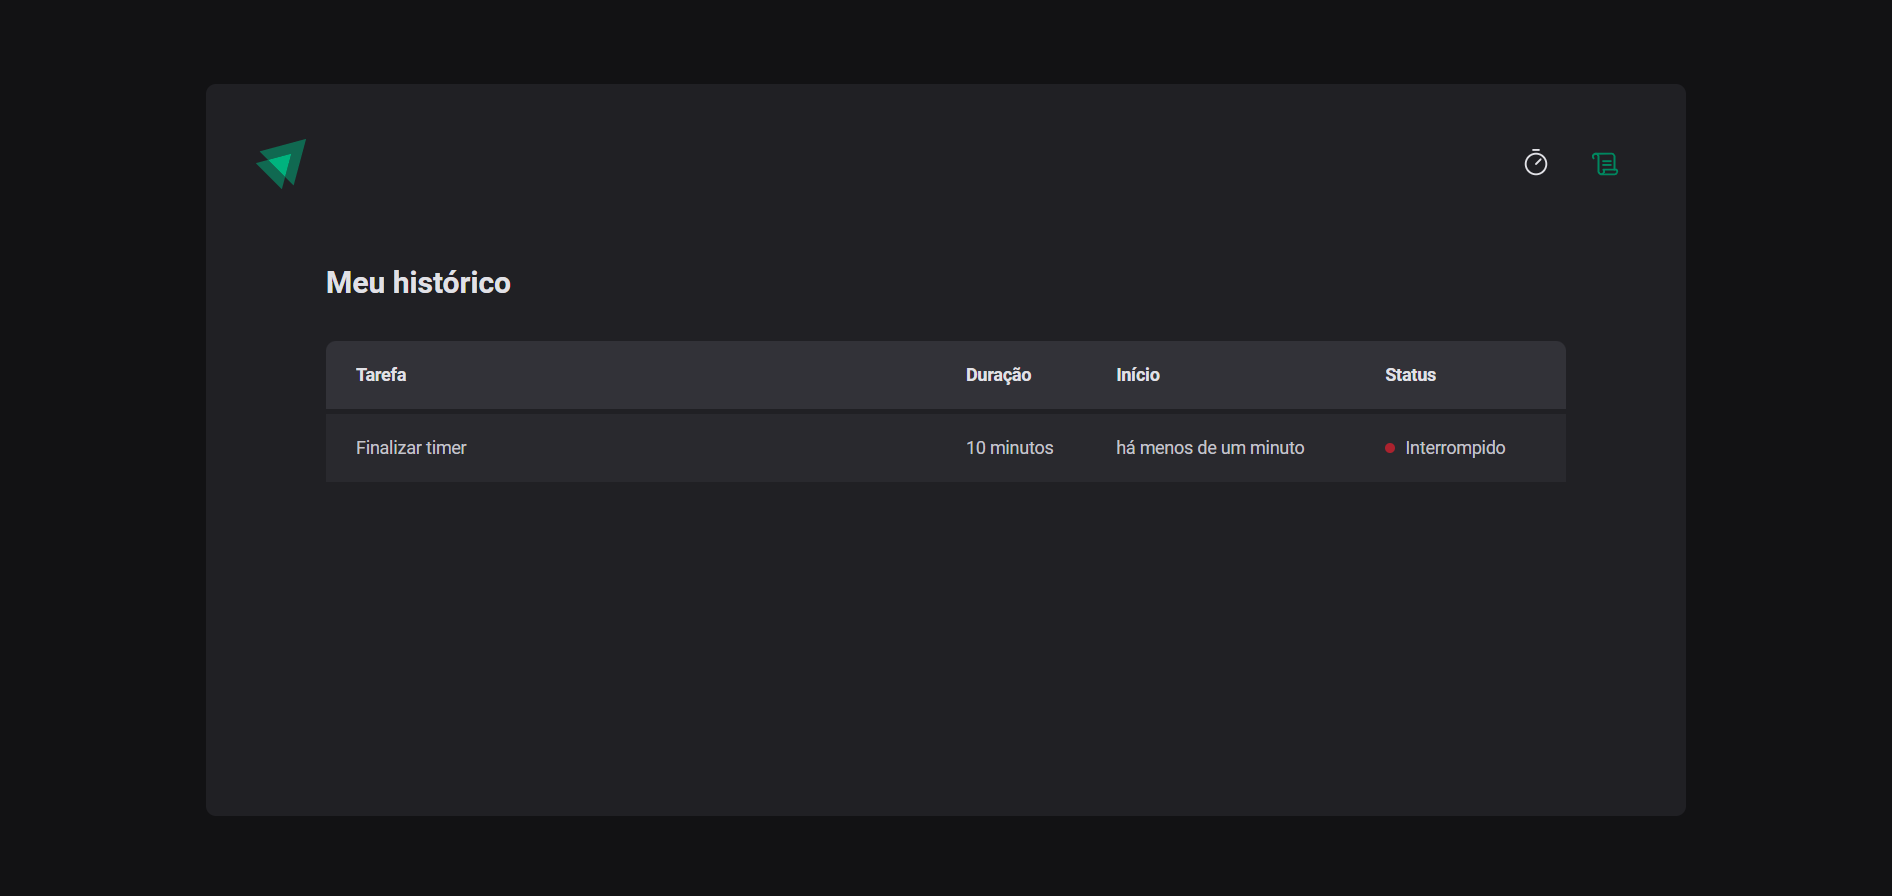 Meu histórico
Tarefa Duração Início Status
Finalizar timer 10 minutos há menos de um minuto Interrompido